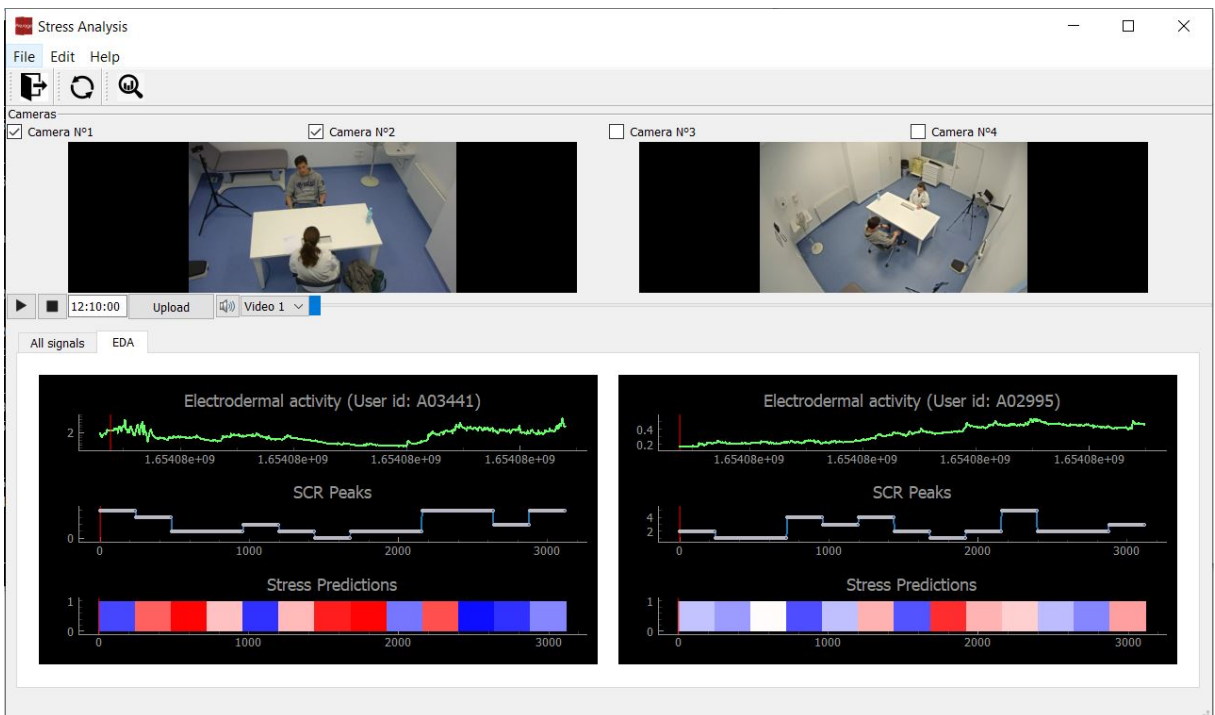 Stress Analysis
File Edit Help
Cameras
Camera Nº1 Camera Nº2 Camera Nº3 Camera Nº4
12:10:00 Upload Video 1
All signals EDA
Electrodermal activity (User id: A03441)
2
1.65408e+09 1.65408e+09 1.65408e+09 1.65408e+09
SCR Peaks
0
0 1000 2000 3000
Stress Predictions
1
0
0 1000 2000 3000
Electrodermal activity (User id: A02995)
0.4
0.2
1.65408e+09 1.65408e+09 1.65408e+09 1.65408e+09
SCR Peaks
4
2
0 1000 2000 3000
Stress Predictions
1
0
0 1000 2000 3000